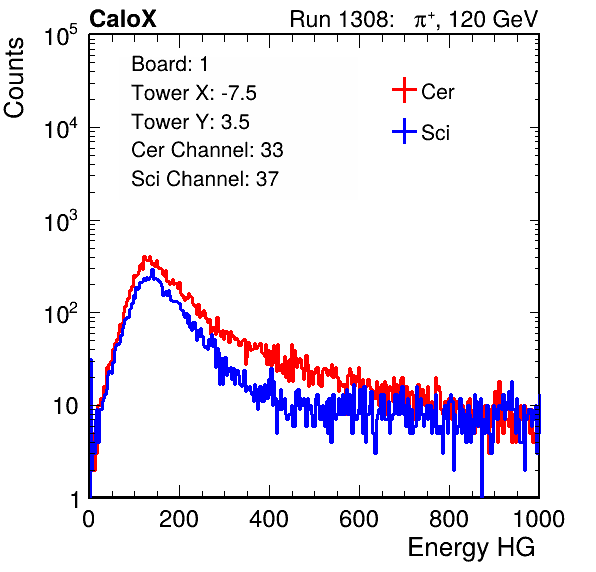 CaloX Run 1308: π⁺, 120 GeV
Counts
10⁵
10⁴
10³
10²
10
1
Board: 1
Tower X: -7.5
Tower Y: 3.5
Cer Channel: 33
Sci Channel: 37
Cer
Sci
0 200 400 600 800 1000
Energy HG